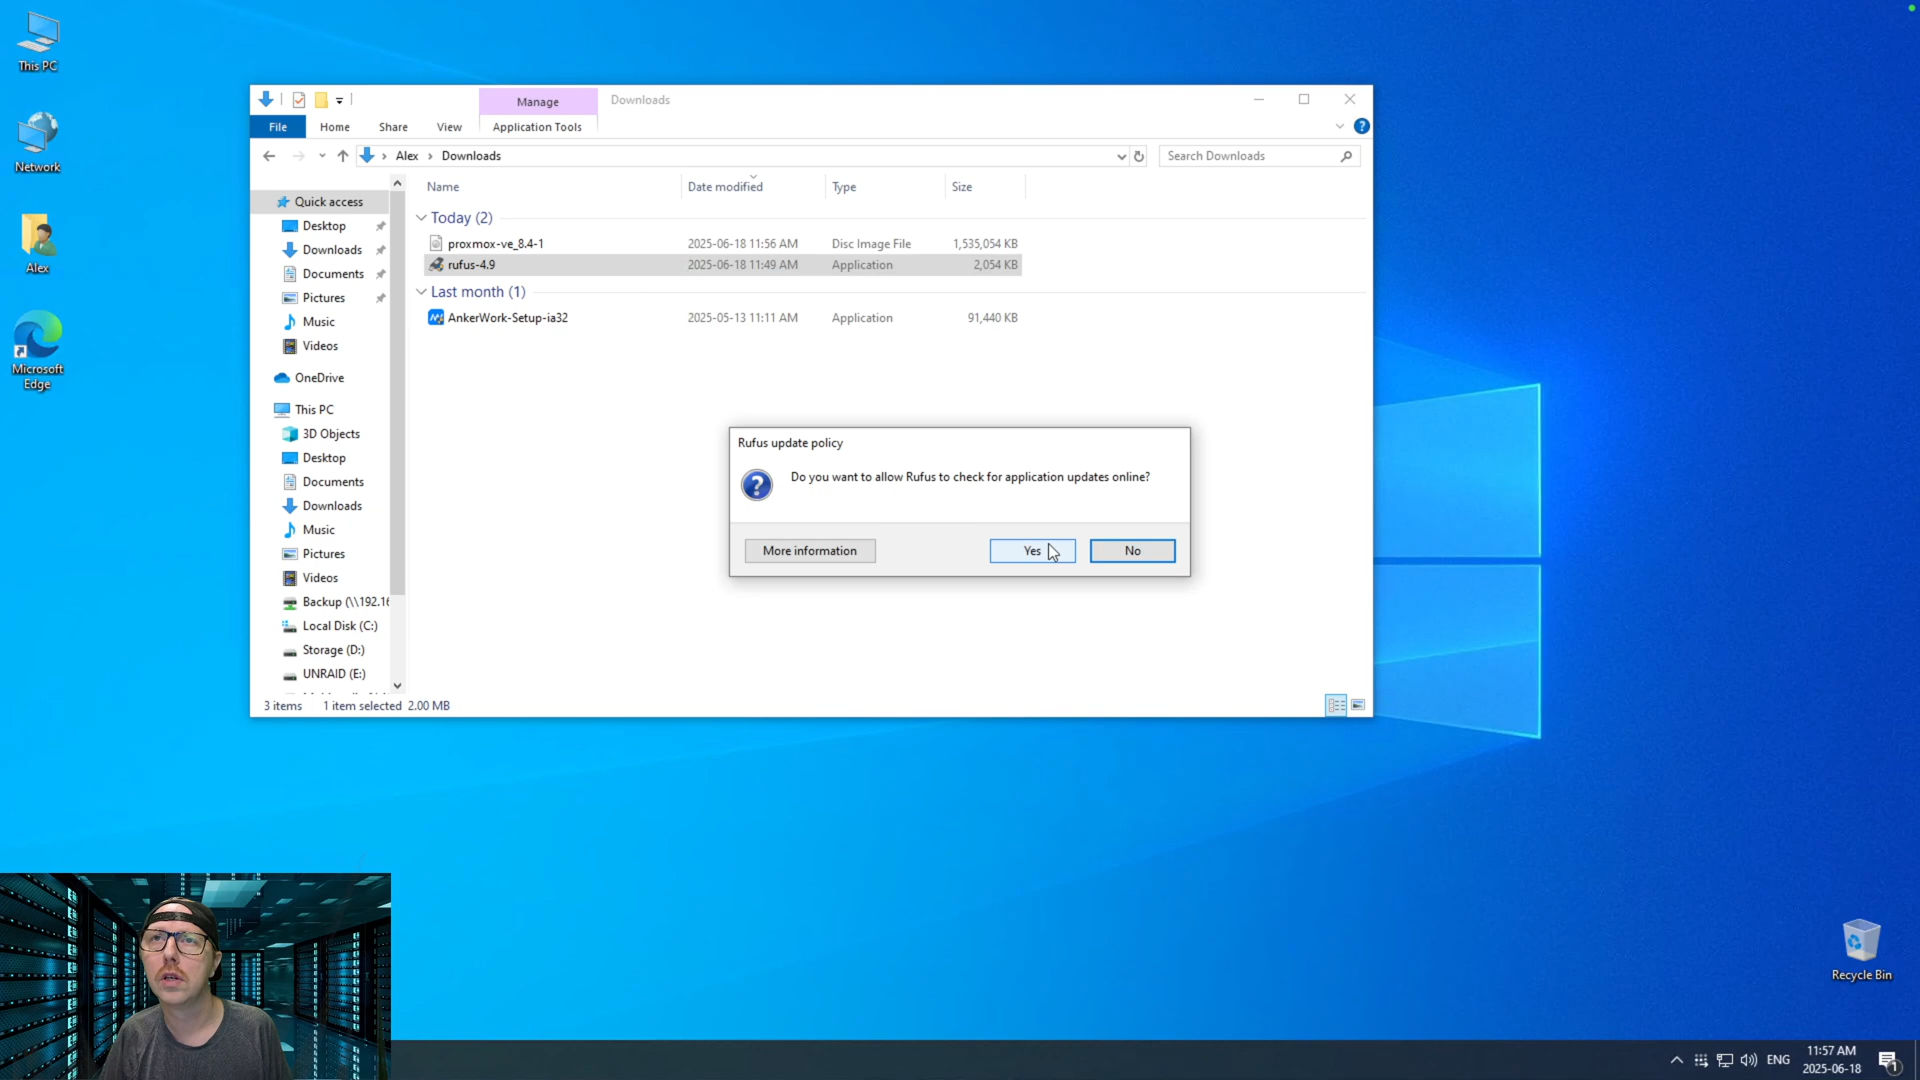 This PC
Network
Alex
Microsoft
Edge
Manage
Downloads
File
Home
Share
View
Application Tools
Alex
Downloads
Search Downloads
Name
Date modified
Type
Size
Today (2)
proxmox-ve_8.4-1
2025-06-18 11:56 AM
Disc Image File
1,535,054 KB
rufus-4.9
2025-06-18 11:49 AM
Application
2,054 KB
Last month (1)
AnkerWork-Setup-ia32
2025-05-13 11:11 AM
Application
91,440 KB
Quick access
Desktop
Downloads
Documents
Pictures
Music
Videos
OneDrive
This PC
3D Objects
Desktop
Documents
Downloads
Music
Pictures
Videos
Backup (\\192.16
Local Disk (C:)
Storage (D:)
UNRAID (E:)
3 items
1 item selected 2.00 MB
Rufus update policy
Do you want to allow Rufus to check for application updates online?
More information
Yes
No
Recycle Bin
ENG
11:57 AM
2025-06-18
1